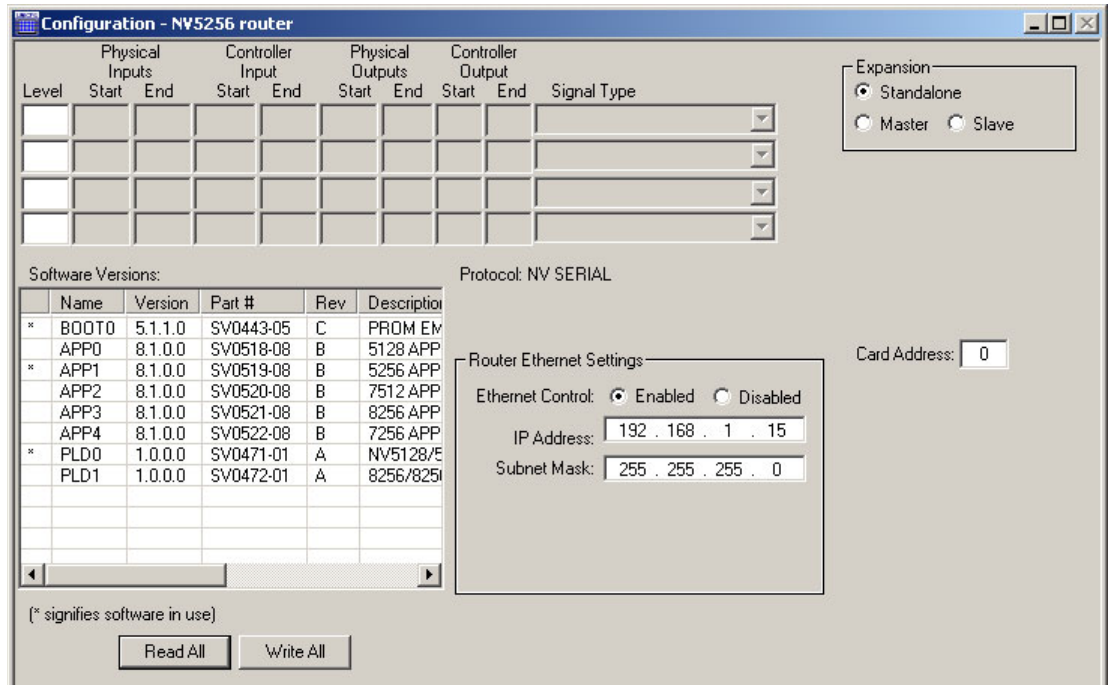 Configuration - NV5256 router
Physical Inputs
Controller Input
Physical Outputs
Controller Output
Level Start End Start End Start End Start End Signal Type
Expansion
Standalone
Master Slave
Software Versions:
Protocol: NV SERIAL
Name Version Part # Rev Description
* BOOT0 5.1.1.0 SV0443-05 C PROM EM
APP0 8.1.0.0 SV0518-08 B 5128 APP
* APP1 8.1.0.0 SV0519-08 B 5256 APP
APP2 8.1.0.0 SV0520-08 B 7512 APP
APP3 8.1.0.0 SV0521-08 B 8256 APP
APP4 8.1.0.0 SV0522-08 B 7256 APP
* PLD0 1.0.0.0 SV0471-01 A NV5128/5
PLD1 1.0.0.0 SV0472-01 A 8256/825
Router Ethernet Settings
Ethernet Control: Enabled Disabled
IP Address: 192 . 168 . 1 . 15
Subnet Mask: 255 . 255 . 255 . 0
Card Address: 0
(* signifies software in use)
Read All Write All